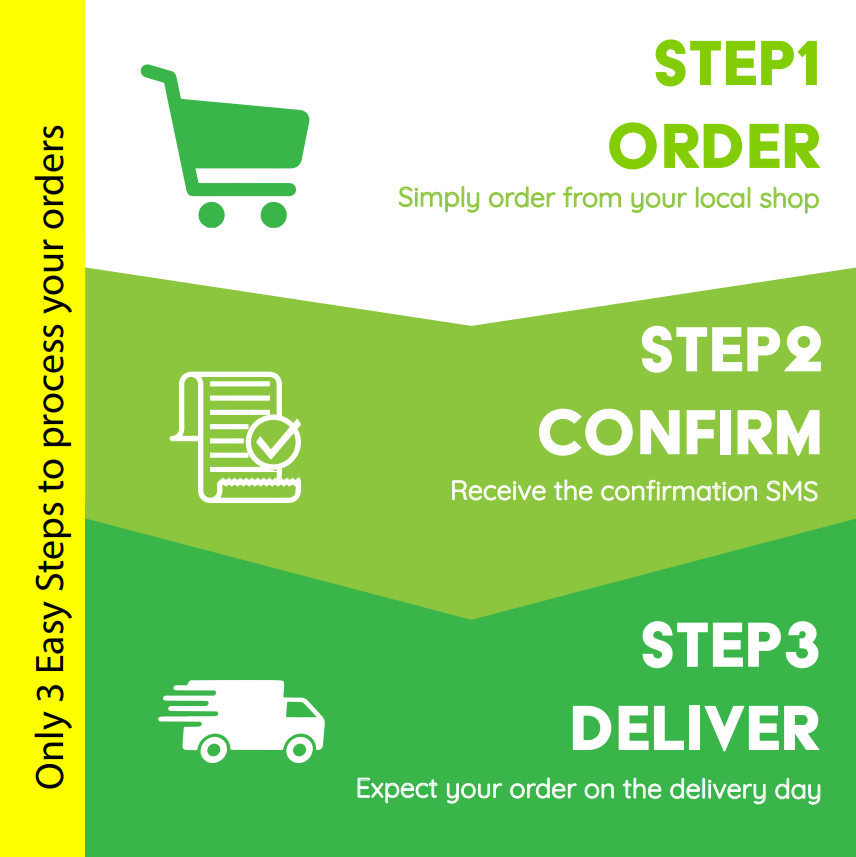 Only 3 Easy Steps to process your orders
STEP1
ORDER
Simply order from your local shop
STEP2
CONFIRM
Receive the confirmation SMS
STEP3
DELIVER
Expect your order on the delivery day